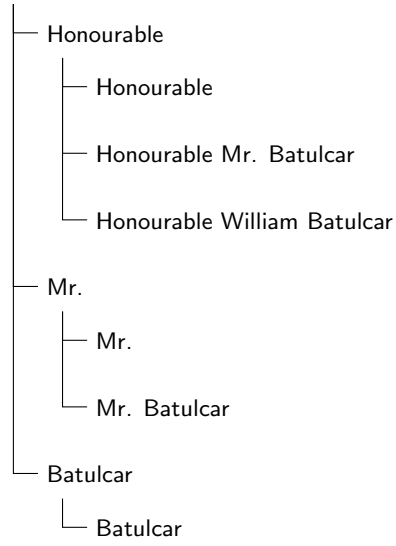 Honourable
Honourable
Honourable Mr. Batulcar
Honourable William Batulcar
Mr.
Mr.
Mr. Batulcar
Batulcar
Batulcar